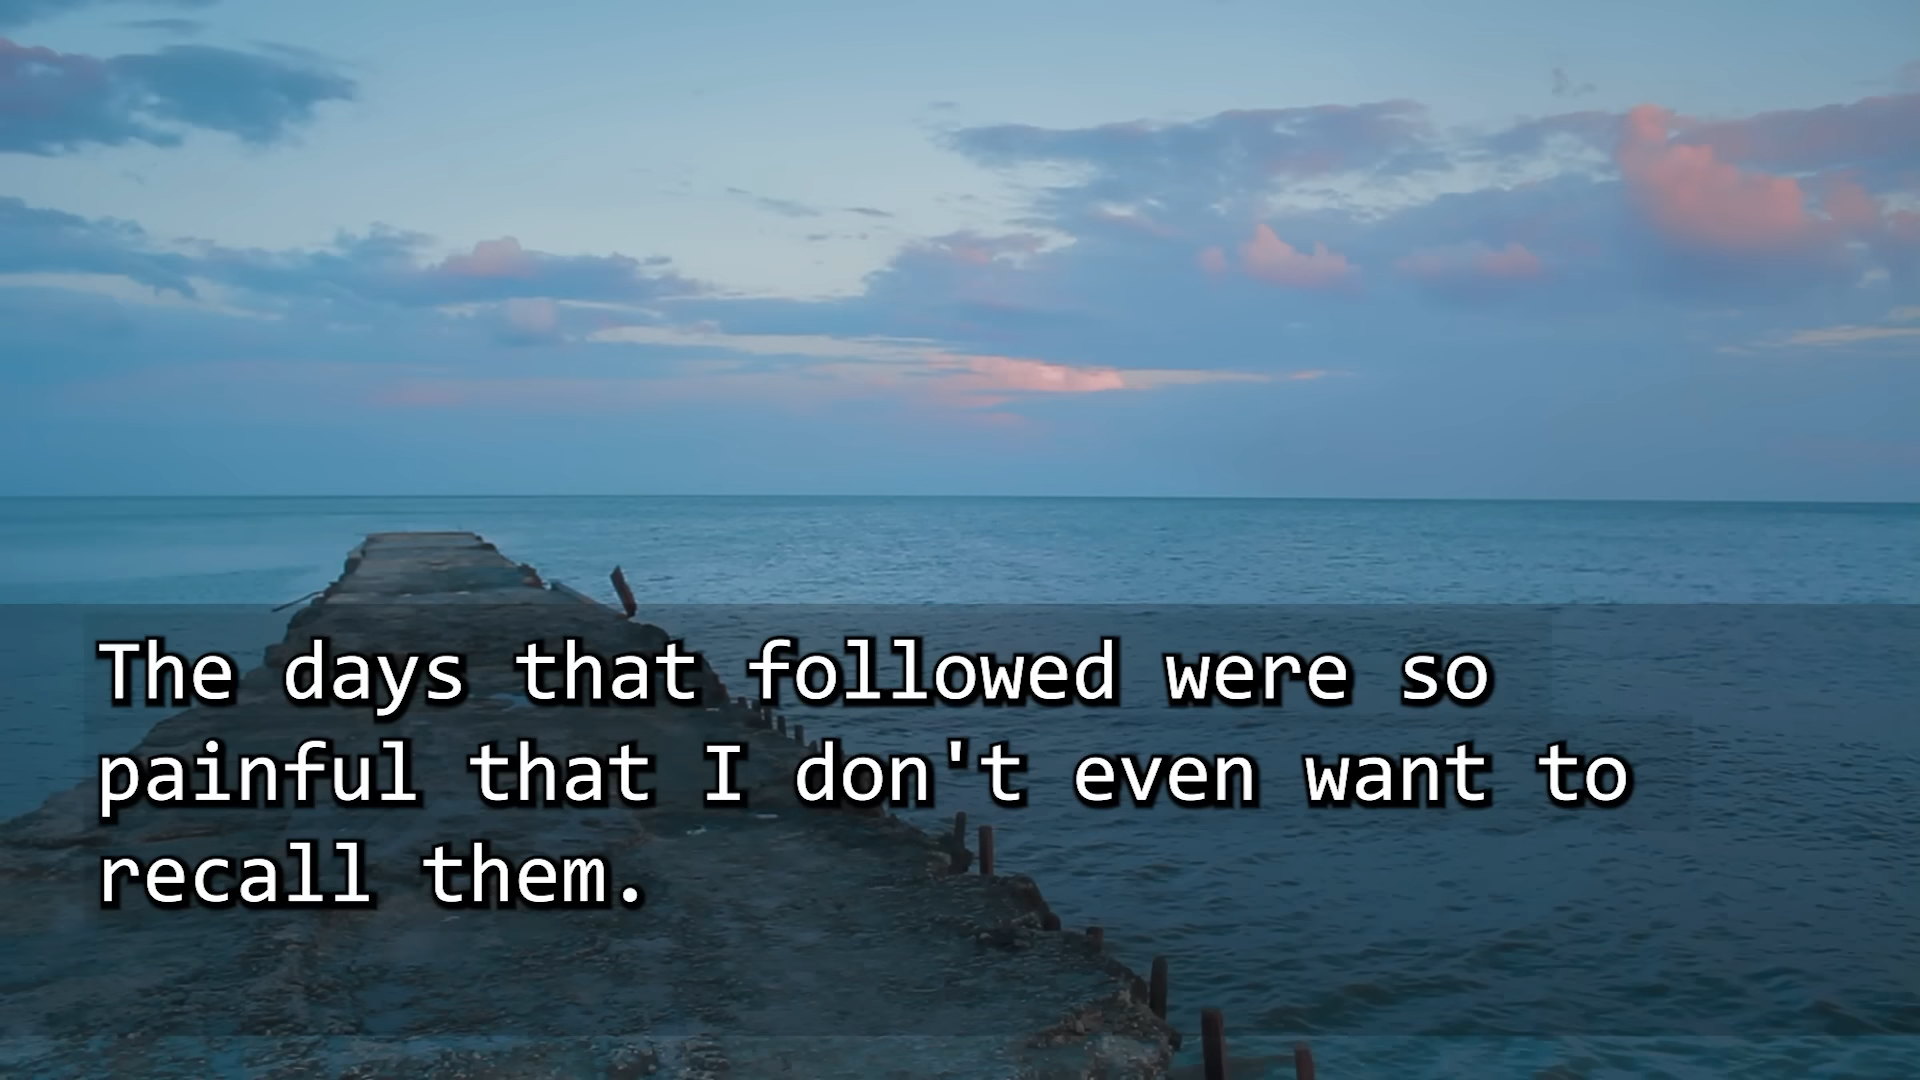 The days that followed were so
painful that I don't even want to
recall them.